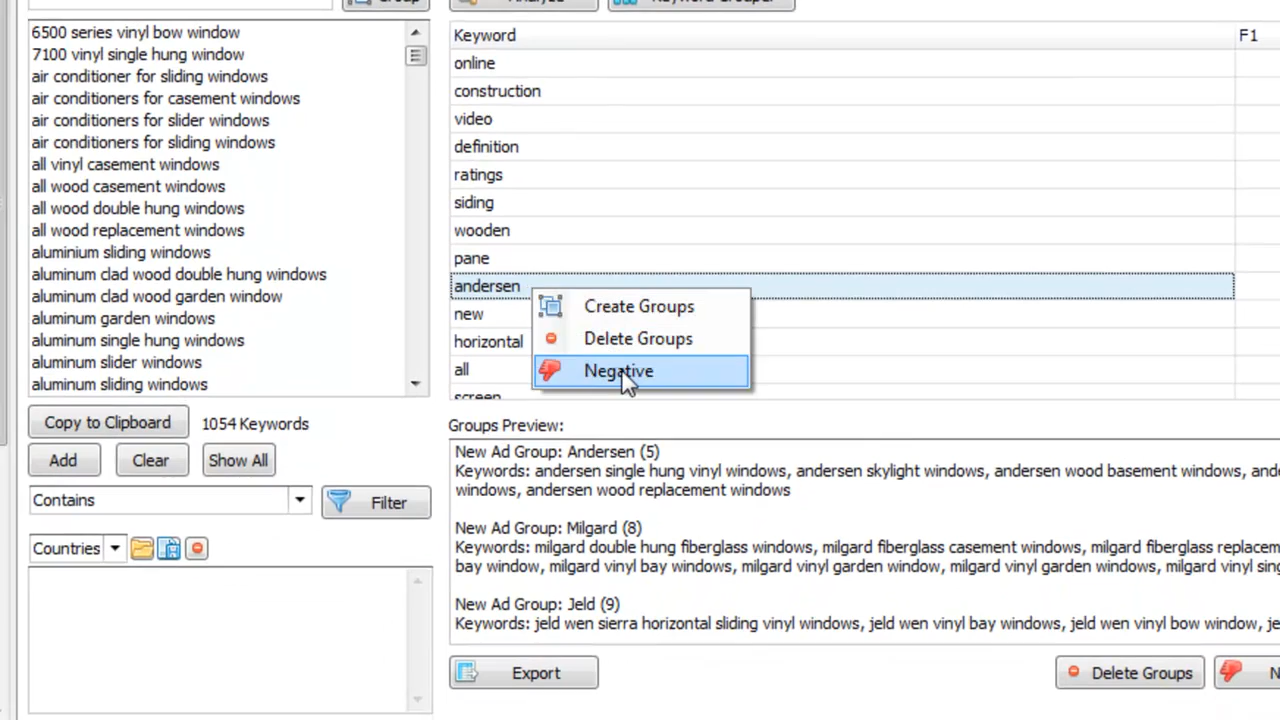 6500 series vinyl bow window
7100 vinyl single hung window
air conditioner for sliding windows
air conditioners for casement windows
air conditioners for slider windows
air conditioners for sliding windows
all vinyl casement windows
all wood casement windows
all wood double hung windows
all wood replacement windows
aluminium sliding windows
aluminum clad wood double hung windows
aluminum clad wood garden window
aluminum garden windows
aluminum single hung windows
aluminum slider windows
aluminum sliding windows
Copy to Clipboard
1054 Keywords
Add
Clear
Show All
Contains
Filter
Countries
Keyword
F1
online
construction
video
definition
ratings
siding
wooden
pane
andersen
new
horizontal
all
screen
Create Groups
Delete Groups
Negative
Groups Preview:
New Ad Group: Andersen (5)
Keywords: andersen single hung vinyl windows, andersen skylight windows, andersen wood basement windows,
windows, andersen wood replacement windows
New Ad Group: Milgard (8)
Keywords: milgard double hung fiberglass windows, milgard fiberglass casement windows, milgard fiberglass replacem
bay window, milgard vinyl bay windows, milgard vinyl garden window, milgard vinyl garden windows, milgard vinyl sing
New Ad Group: Jeld (9)
Keywords: jeld wen sierra horizontal sliding vinyl windows, jeld wen vinyl bay windows, jeld wen vinyl bow window, je
Export
Delete Groups
N